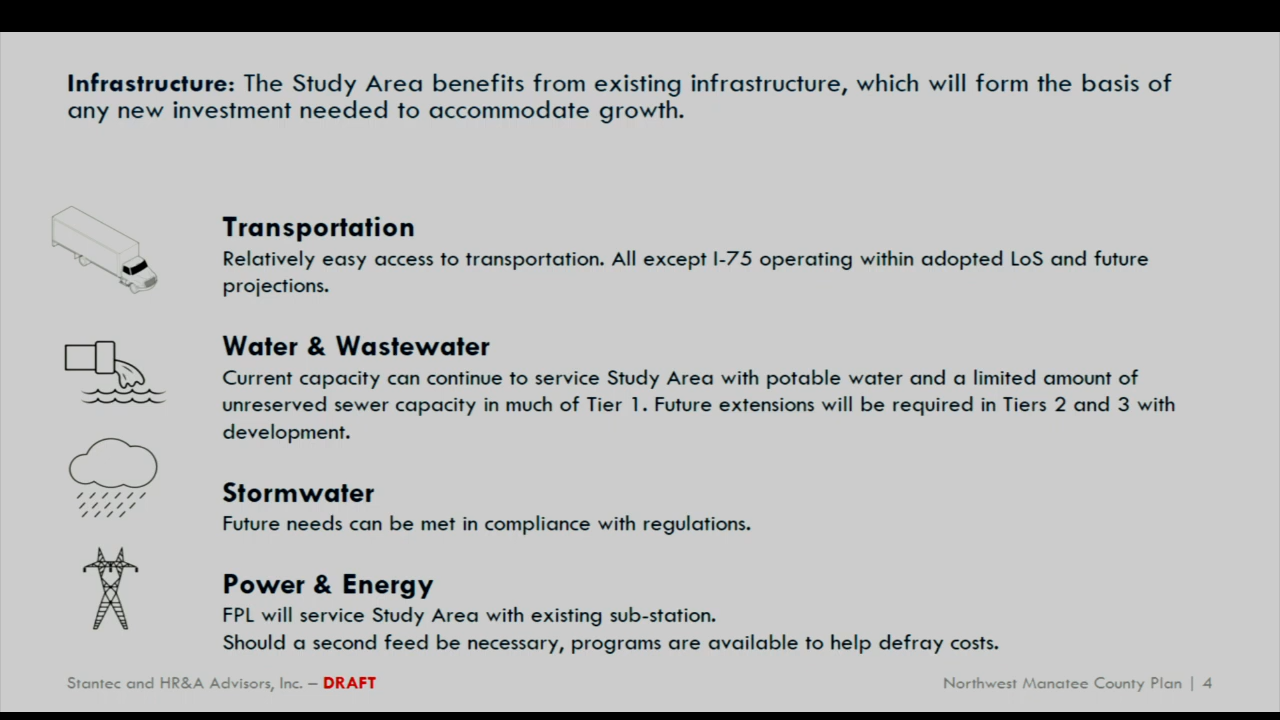 Infrastructure: The Study Area benefits from existing infrastructure, which will form the basis of
any new investment needed to accommodate growth.
Transportation
Relatively easy access to transportation. All except I-75 operating within adopted LoS and future
projections.
Water & Wastewater
Current capacity can continue to service Study Area with potable water and a limited amount of
unreserved sewer capacity in much of Tier 1. Future extensions will be required in Tiers 2 and 3 with
development.
Stormwater
Future needs can be met in compliance with regulations.
Power & Energy
FPL will service Study Area with existing sub-station.
Should a second feed be necessary, programs are available to help defray costs.
Stantec and HR&A Advisors, Inc. – DRAFT
Northwest Manatee County Plan | 4